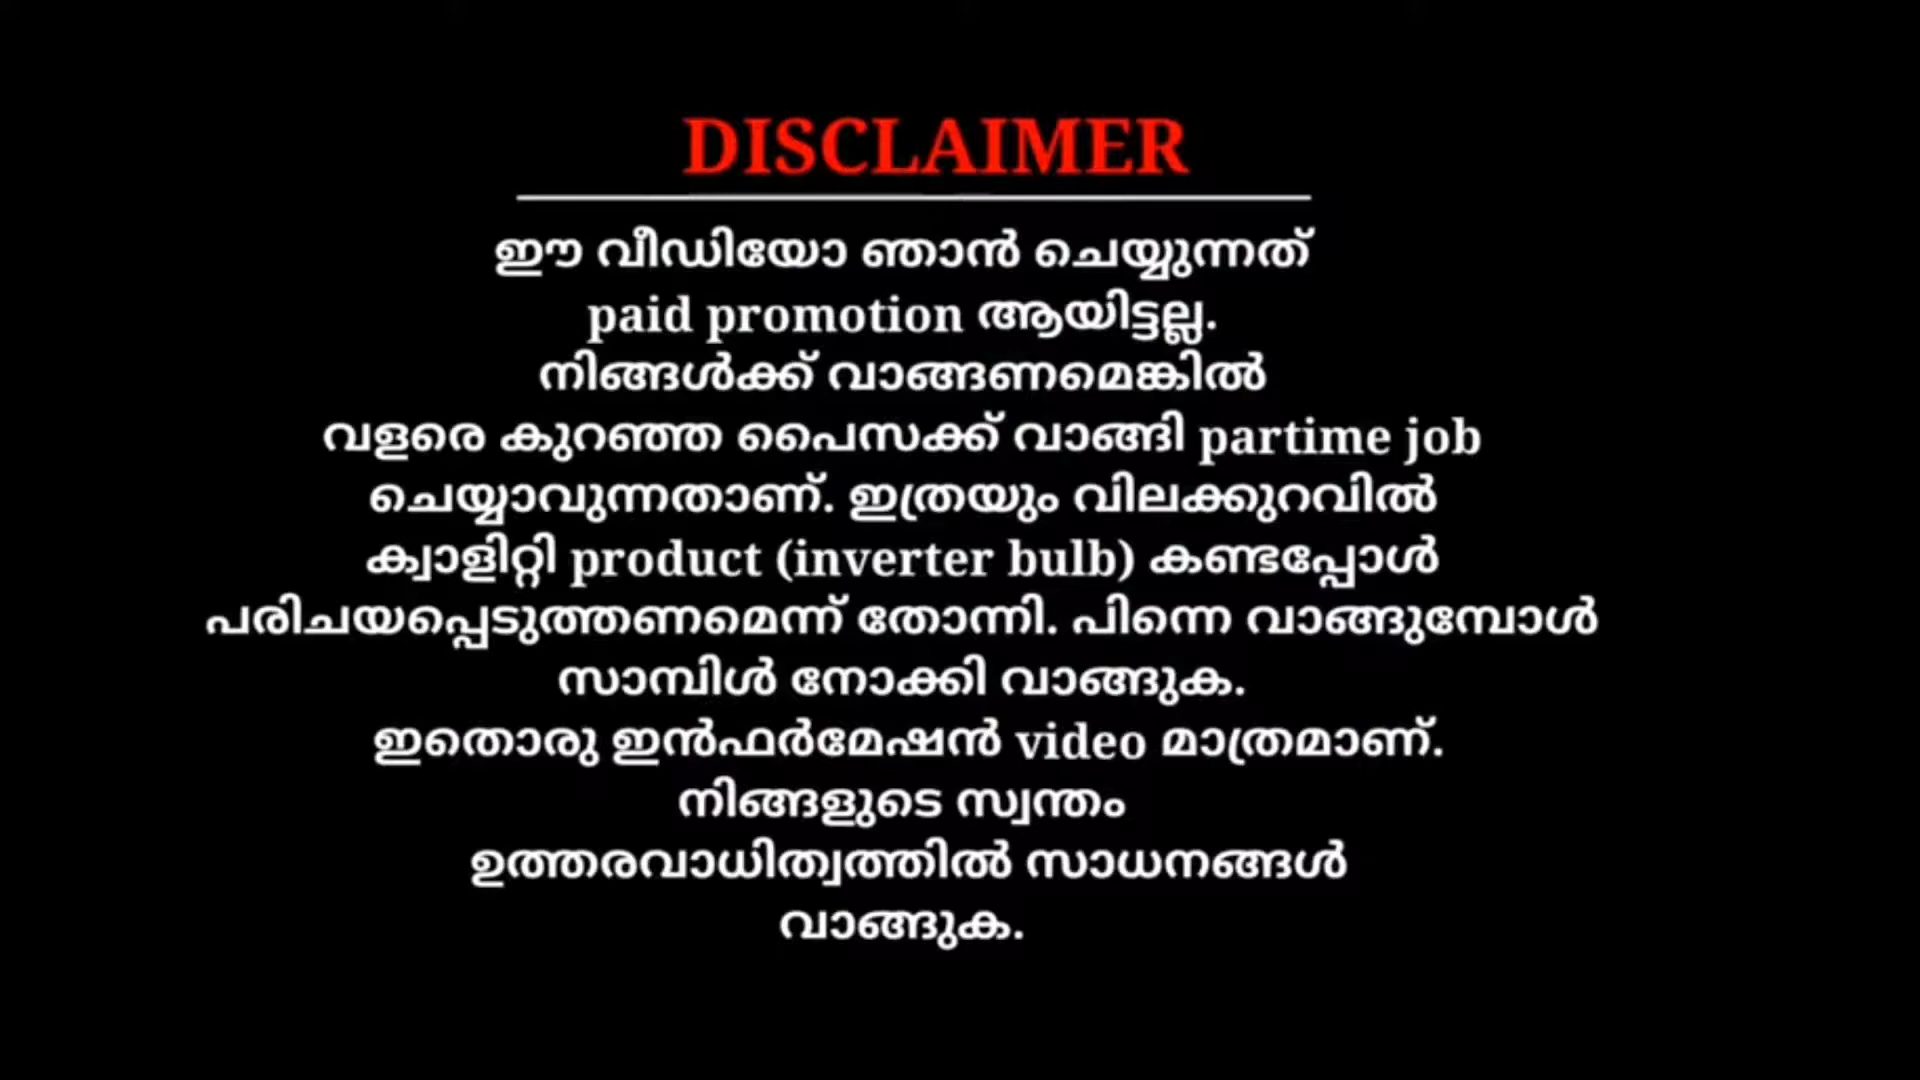 DISCLAIMER
ഈ വീഡിയോ ഞാൻ ചെയ്യുന്നത്
paid promotion ആയിട്ടല്ല.
നിങ്ങൾക്ക് വാങ്ങണമെങ്കിൽ
വളരെ കുറഞ്ഞ പൈസക്ക് വാങ്ങി partime job
ചെയ്യാവുന്നതാണ്. ഇത്രയും വിലക്കുറവിൽ
ക്വാളിറ്റി product (inverter bulb) കണ്ടപ്പോൾ
പരിചയപ്പെടുത്തണമെന്ന് തോന്നി. പിന്നെ വാങ്ങുമ്പോൾ
സാമ്പിൾ നോക്കി വാങ്ങുക.
ഇതൊരു ഇൻഫർമേഷൻ video മാത്രമാണ്.
നിങ്ങളുടെ സ്വന്തം
ഉത്തരവാധിത്വത്തിൽ സാധനങ്ങൾ
വാങ്ങുക.